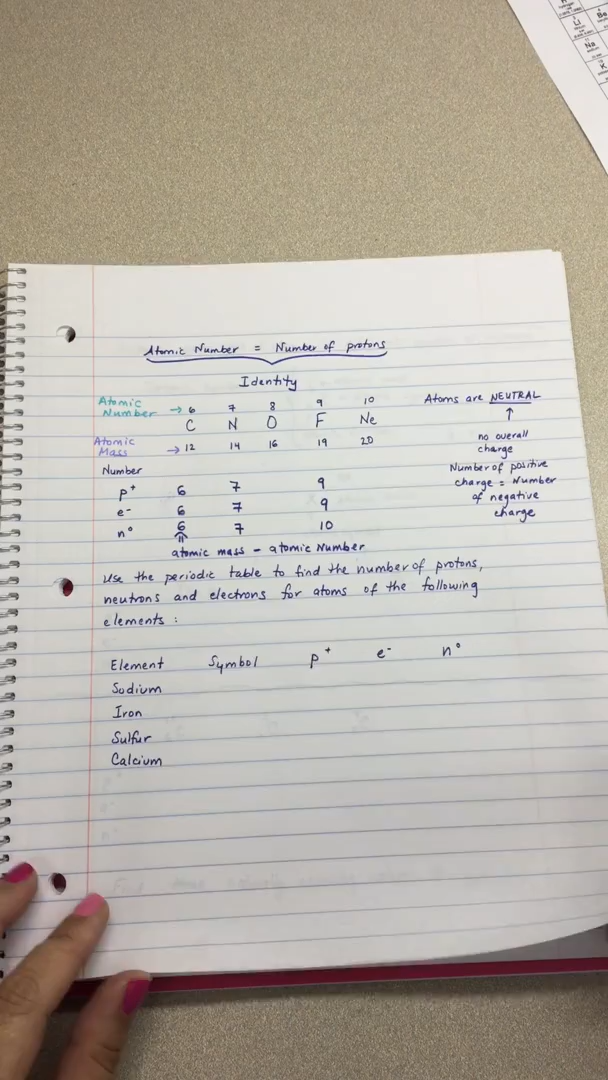 Li
Be
Na
K
Atomic Number = Number of protons
Identity
Atomic Number → 6 7 8 9 10
C N O F Ne
Atomic Mass → 12 14 16 19 20
Atoms are NEUTRAL
↑
no overall
charge
Number of positive
charge = Number
of negative
charge
Number
p+ 6 7 9
e- 6 7 9
n° 6 7 10
atomic mass - atomic Number
Use the periodic table to find the number of protons,
neutrons and electrons for atoms of the following
elements :
Element Symbol p+ e- n°
Sodium
Iron
Sulfur
Calcium